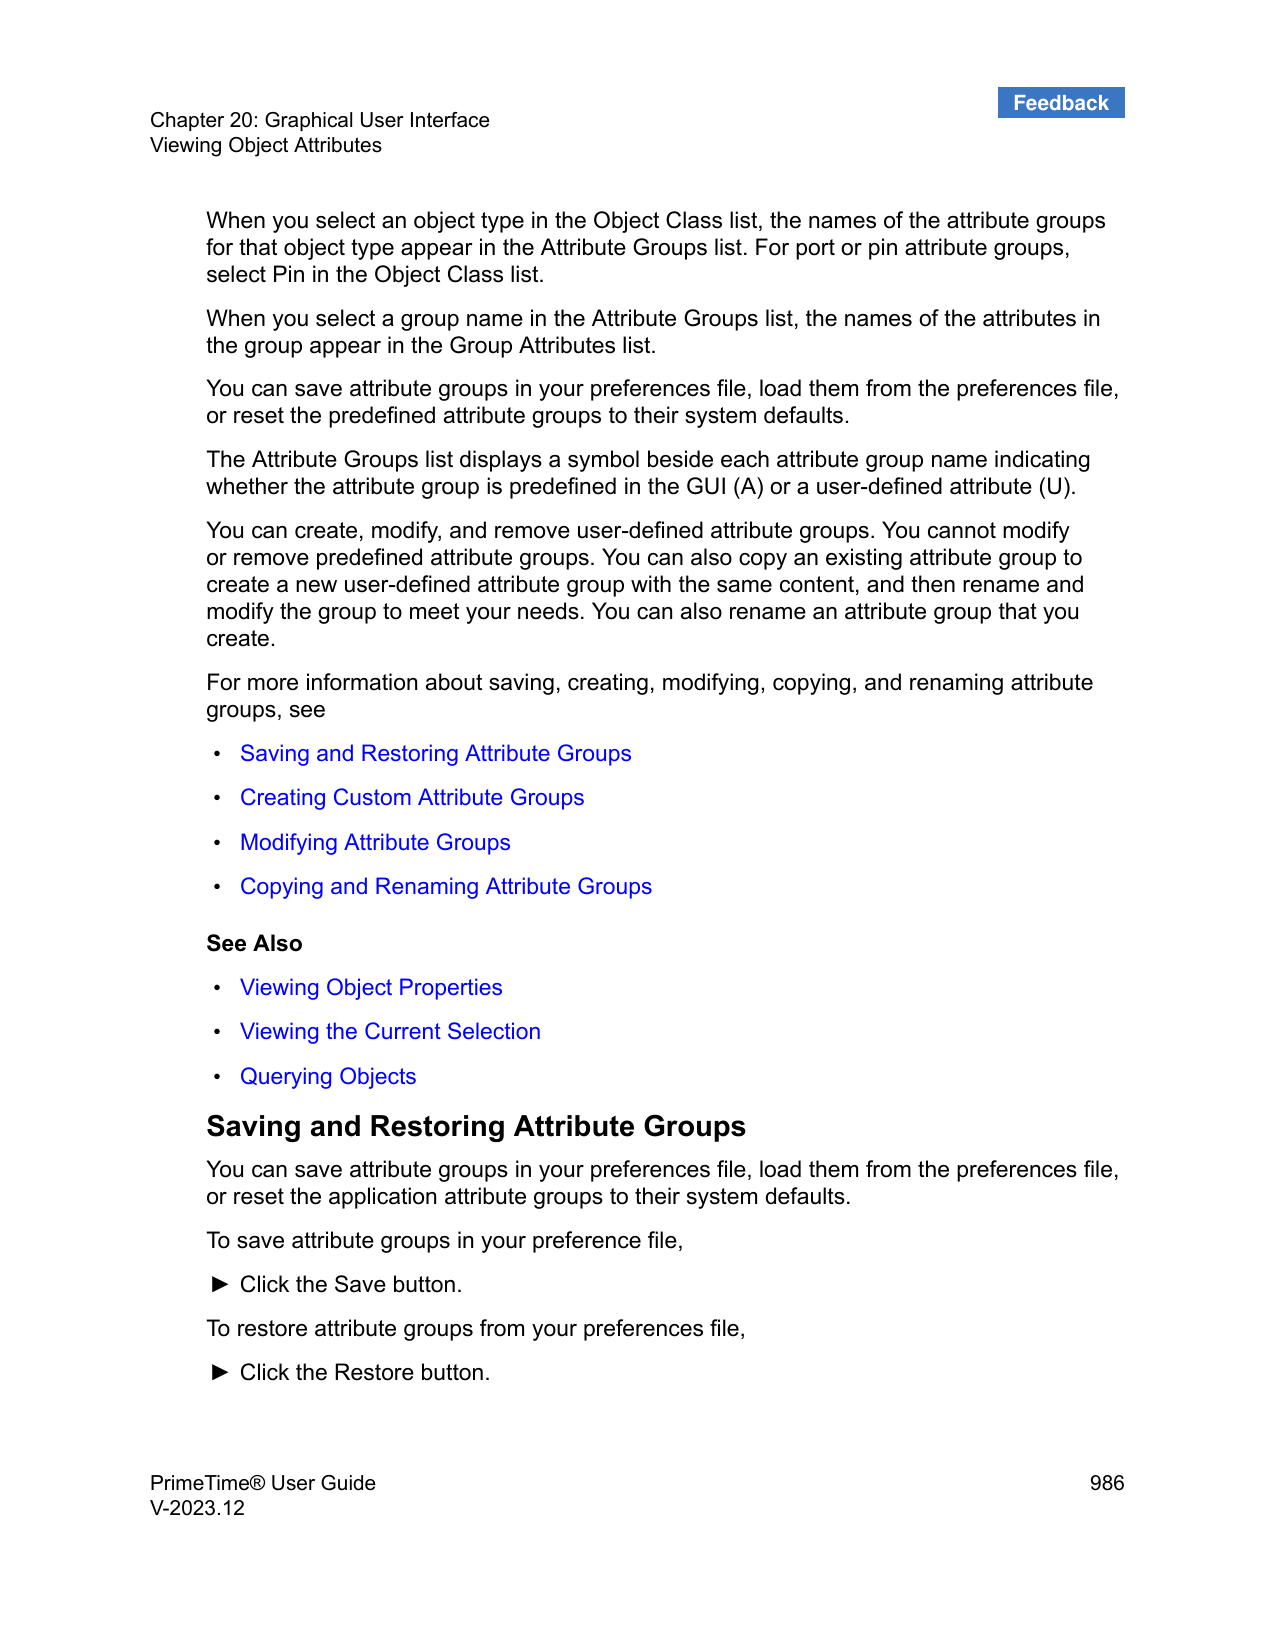 Feedback
Chapter 20: Graphical User Interface
Viewing Object Attributes
When you select an object type in the Object Class list, the names of the attribute groups
for that object type appear in the Attribute Groups list. For port or pin attribute groups,
select Pin in the Object Class list.
When you select a group name in the Attribute Groups list, the names of the attributes in
the group appear in the Group Attributes list.
You can save attribute groups in your preferences file, load them from the preferences file,
or reset the predefined attribute groups to their system defaults.
The Attribute Groups list displays a symbol beside each attribute group name indicating
whether the attribute group is predefined in the GUI (A) or a user-defined attribute (U).
You can create, modify, and remove user-defined attribute groups. You cannot modify
or remove predefined attribute groups. You can also copy an existing attribute group to
create a new user-defined attribute group with the same content, and then rename and
modify the group to meet your needs. You can also rename an attribute group that you
create.
For more information about saving, creating, modifying, copying, and renaming attribute
groups, see
• Saving and Restoring Attribute Groups
• Creating Custom Attribute Groups
• Modifying Attribute Groups
• Copying and Renaming Attribute Groups
See Also
• Viewing Object Properties
• Viewing the Current Selection
• Querying Objects
Saving and Restoring Attribute Groups
You can save attribute groups in your preferences file, load them from the preferences file,
or reset the application attribute groups to their system defaults.
To save attribute groups in your preference file,
► Click the Save button.
To restore attribute groups from your preferences file,
► Click the Restore button.
PrimeTime® User Guide 986
V-2023.12